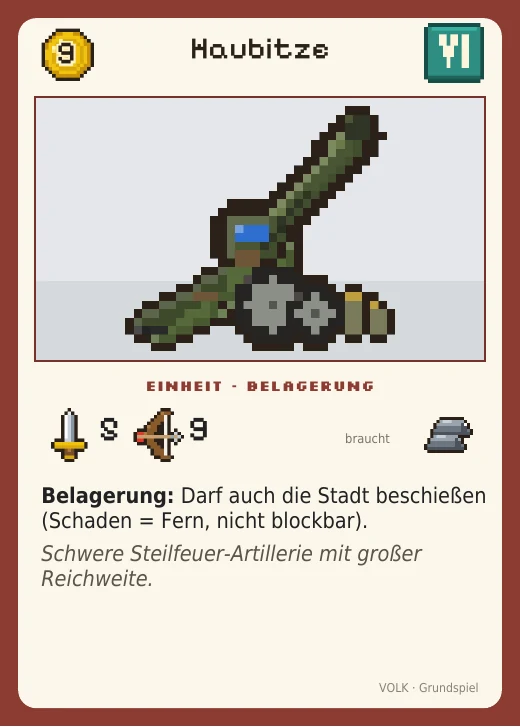 9 Haubitze VI
EINHEIT · BELAGERUNG
8 9 braucht
Belagerung: Darf auch die Stadt beschießen
(Schaden = Fern, nicht blockbar).
Schwere Steilfeuer-Artillerie mit großer
Reichweite.
VOLK · Grundspiel